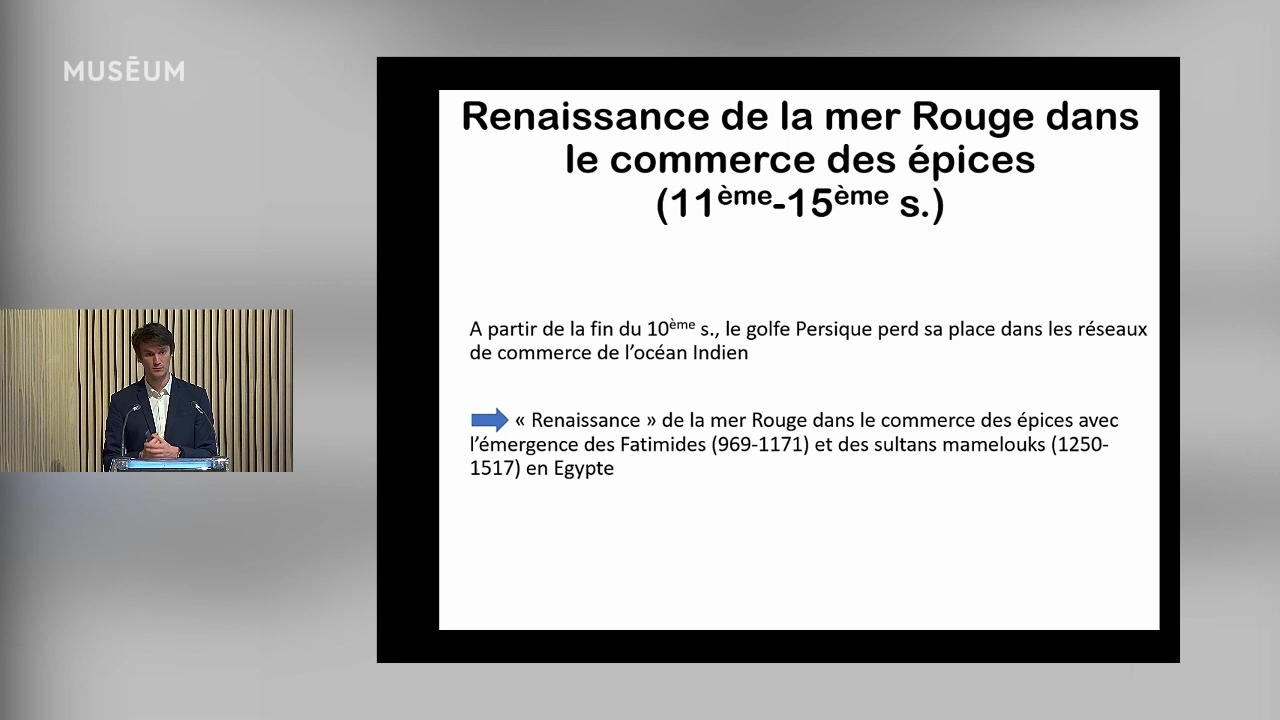 MUSĒUM
Renaissance de la mer Rouge dans
le commerce des épices
(11ème-15ème s.)
A partir de la fin du 10ème s., le golfe Persique perd sa place dans les réseaux
de commerce de l’océan Indien
« Renaissance » de la mer Rouge dans le commerce des épices avec
l’émergence des Fatimides (969-1171) et des sultans mamelouks (1250-
1517) en Egypte